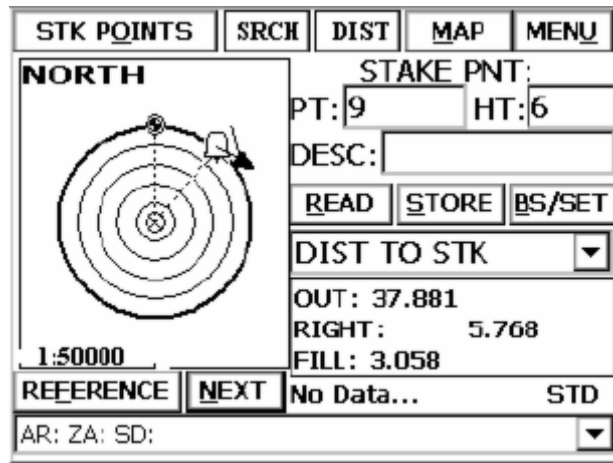 STK POINTS SRCH DIST MAP MENU
NORTH
STAKE PNT:
PT: 9 HT: 6
DESC:
READ STORE BS/SET
DIST TO STK
OUT: 37.881
RIGHT: 5.768
FILL: 3.058
1:50000
REFERENCE NEXT No Data... STD
AR: ZA: SD: